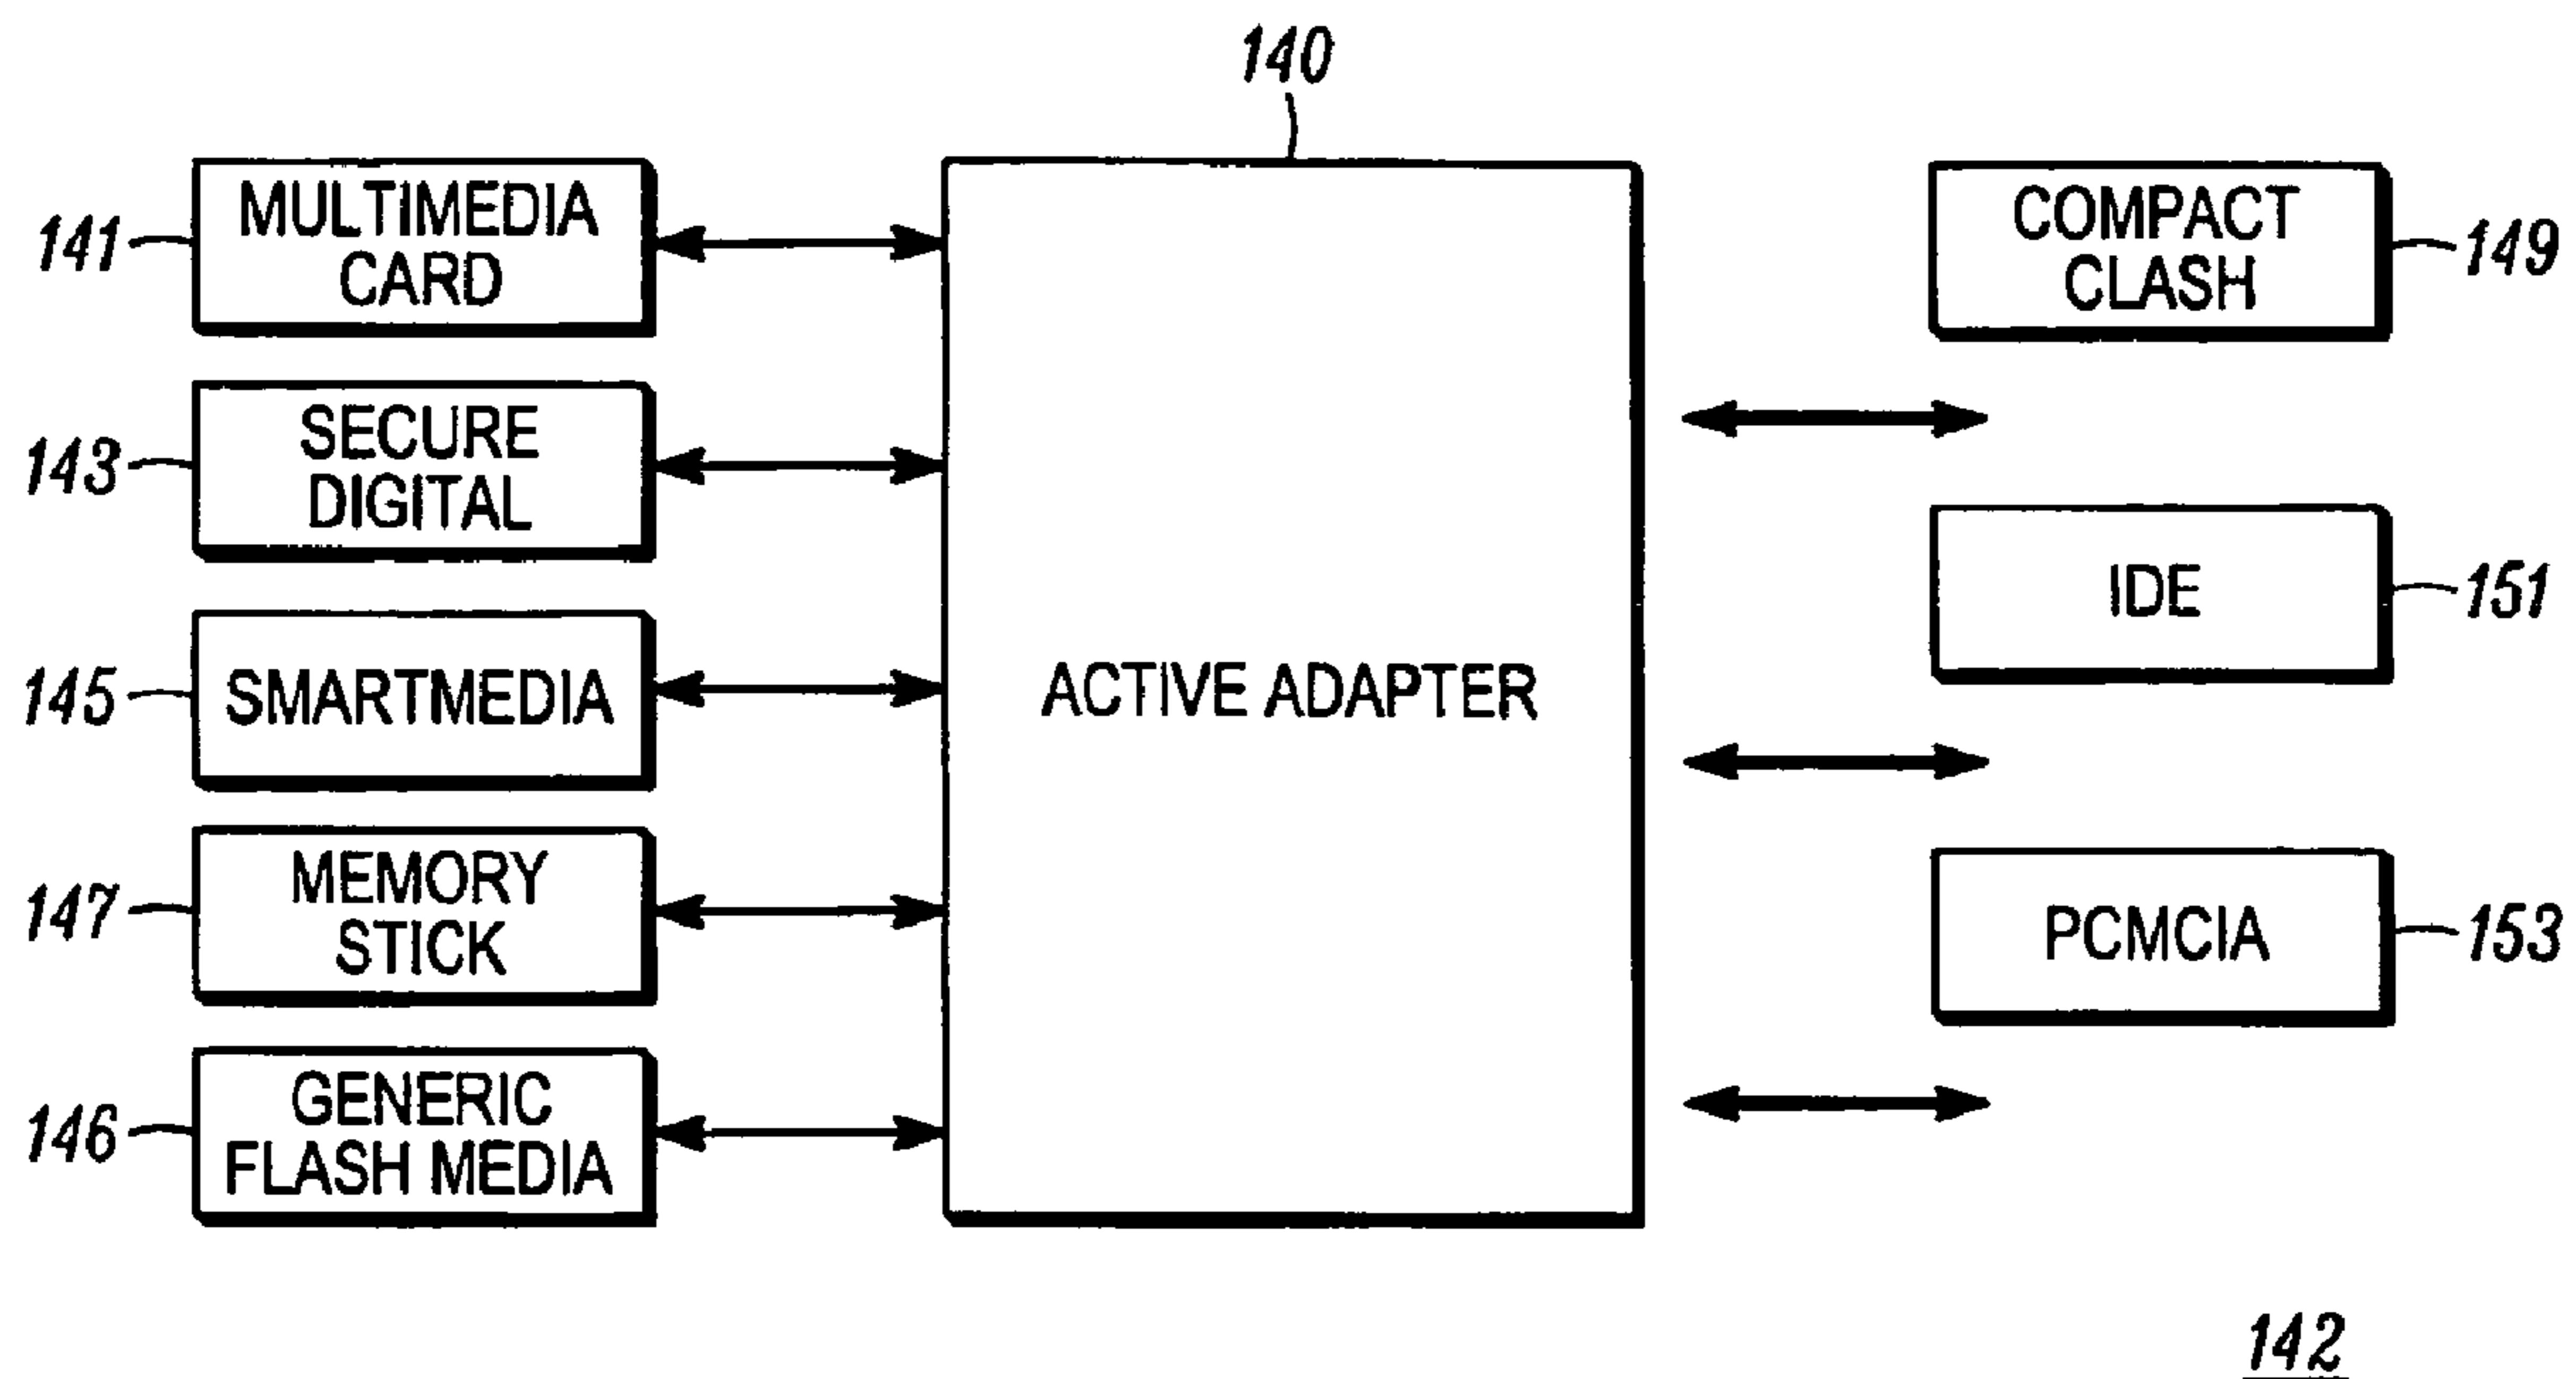 140
141
MULTIMEDIA
CARD
143
SECURE
DIGITAL
145
SMARTMEDIA
147
MEMORY
STICK
146
GENERIC
FLASH MEDIA
ACTIVE ADAPTER
COMPACT
CLASH
149
IDE
151
PCMCIA
153
142